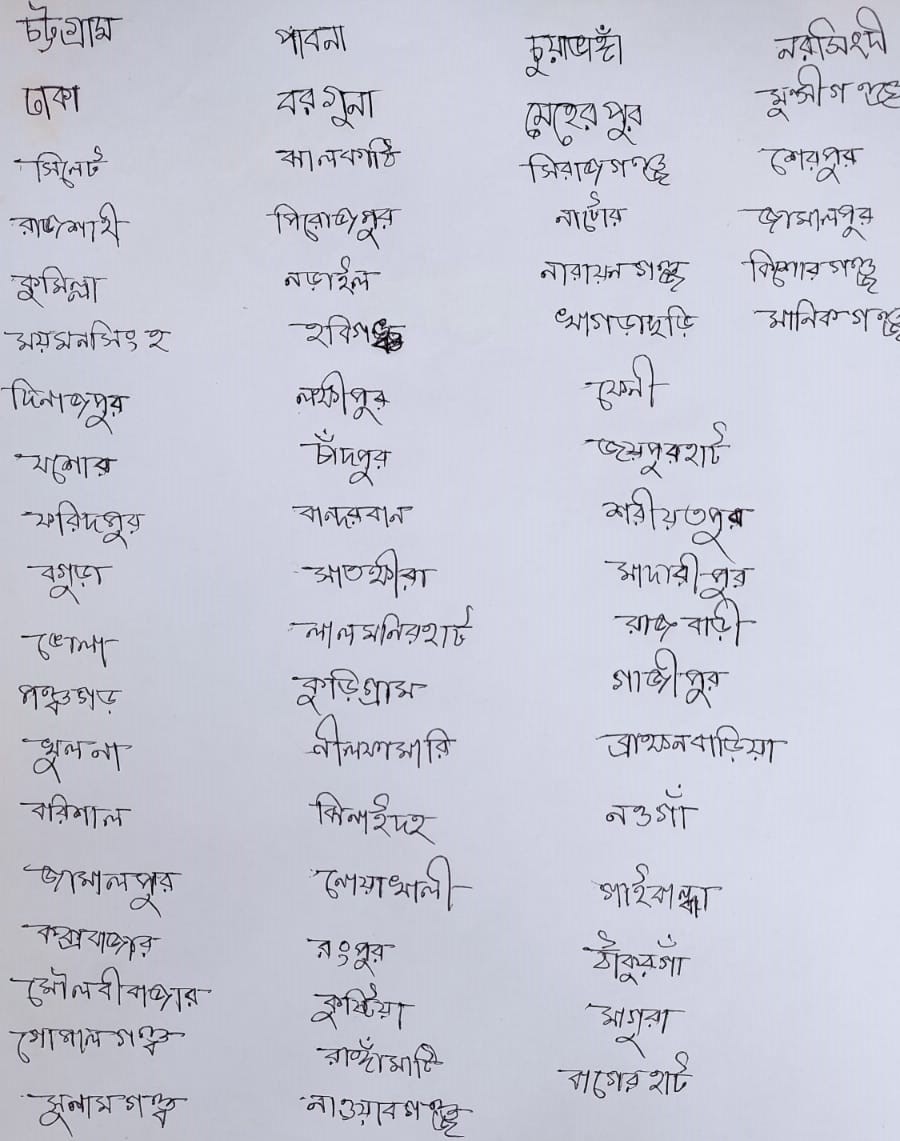 চট্টগ্রাম
ঢাকা
সিলেট
রাজশাহী
কুমিল্লা
ময়মনসিংহ
দিনাজপুর
যশোর
ফরিদপুর
বগুড়া
ভোলা
পঞ্চগড়
খুলনা
বরিশাল
জামালপুর
কক্সবাজার
মৌলবীবাজার
গোপালগঞ্জ
সুনামগঞ্জ
পাবনা
বরগুনা
ঝালকাঠি
পিরোজপুর
নড়াইল
হবিগঞ্জ
লক্ষীপুর
চাঁদপুর
বান্দরবান
সাতক্ষীরা
লালমনিরহাট
কুড়িগ্রাম
নীলফামারি
ঝিনাইদহ
নোয়াখালী
রংপুর
কুষ্টিয়া
রাঙ্গাঁমাটি
নাওয়াবগঞ্জ
চুয়াডাঙ্গাঁ
মেহেরপুর
সিরাজগঞ্জ
নাটোর
নারায়নগঞ্জ
খাগড়াছড়ি
ফেনী
জয়পুরহাট
শরীয়তপুর
মাদারীপুর
রাজবাড়ী
গাজীপুর
ব্রাহ্মনবাড়িয়া
নওগাঁ
গাইবান্ধা
ঠাকুরগাঁ
মাগুরা
বাগেরহাট
নরসিংদী
মুন্সীগঞ্জ
শেরপুর
জামালপুর
কিশোরগঞ্জ
মানিকগঞ্জ